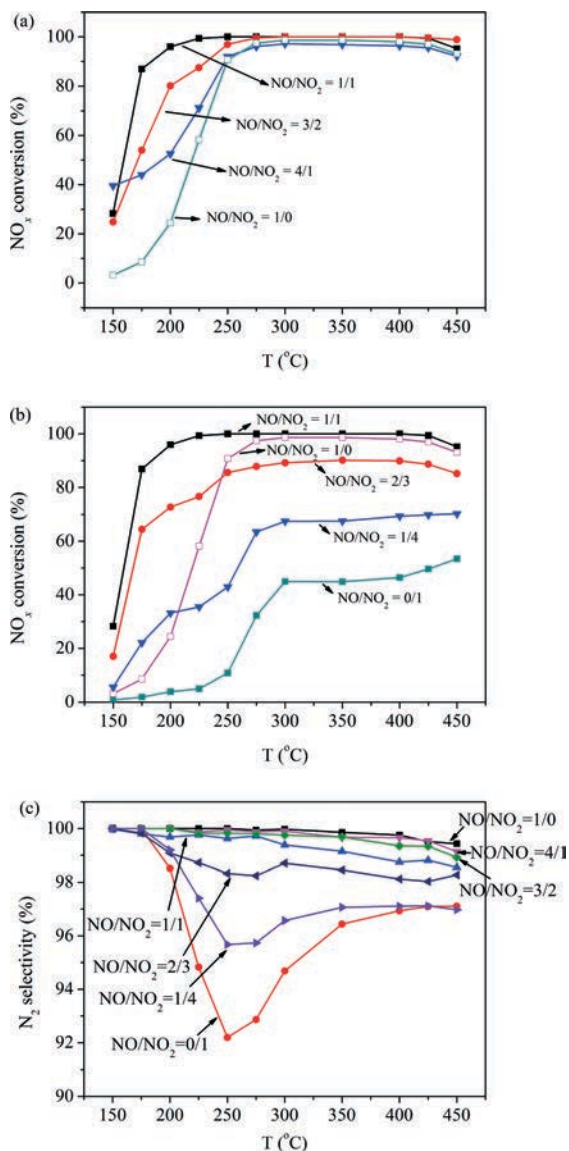 (a)
100
80
60
40
20
0
NOx conversion (%)
NO/NO2 = 1/1
NO/NO2 = 3/2
NO/NO2 = 4/1
NO/NO2 = 1/0
150 200 250 300 350 400 450
T (°C)
(b)
100
80
60
40
20
0
NOx conversion (%)
NO/NO2 = 1/1
NO/NO2 = 1/0
NO/NO2 = 2/3
NO/NO2 = 1/4
NO/NO2 = 0/1
150 200 250 300 350 400 450
T (°C)
(c)
100
98
96
94
92
90
N2 selectivity (%)
NO/NO2=1/0
NO/NO2=4/1
NO/NO2=3/2
NO/NO2=1/1
NO/NO2=2/3
NO/NO2=1/4
NO/NO2=0/1
150 200 250 300 350 400 450
T (°C)